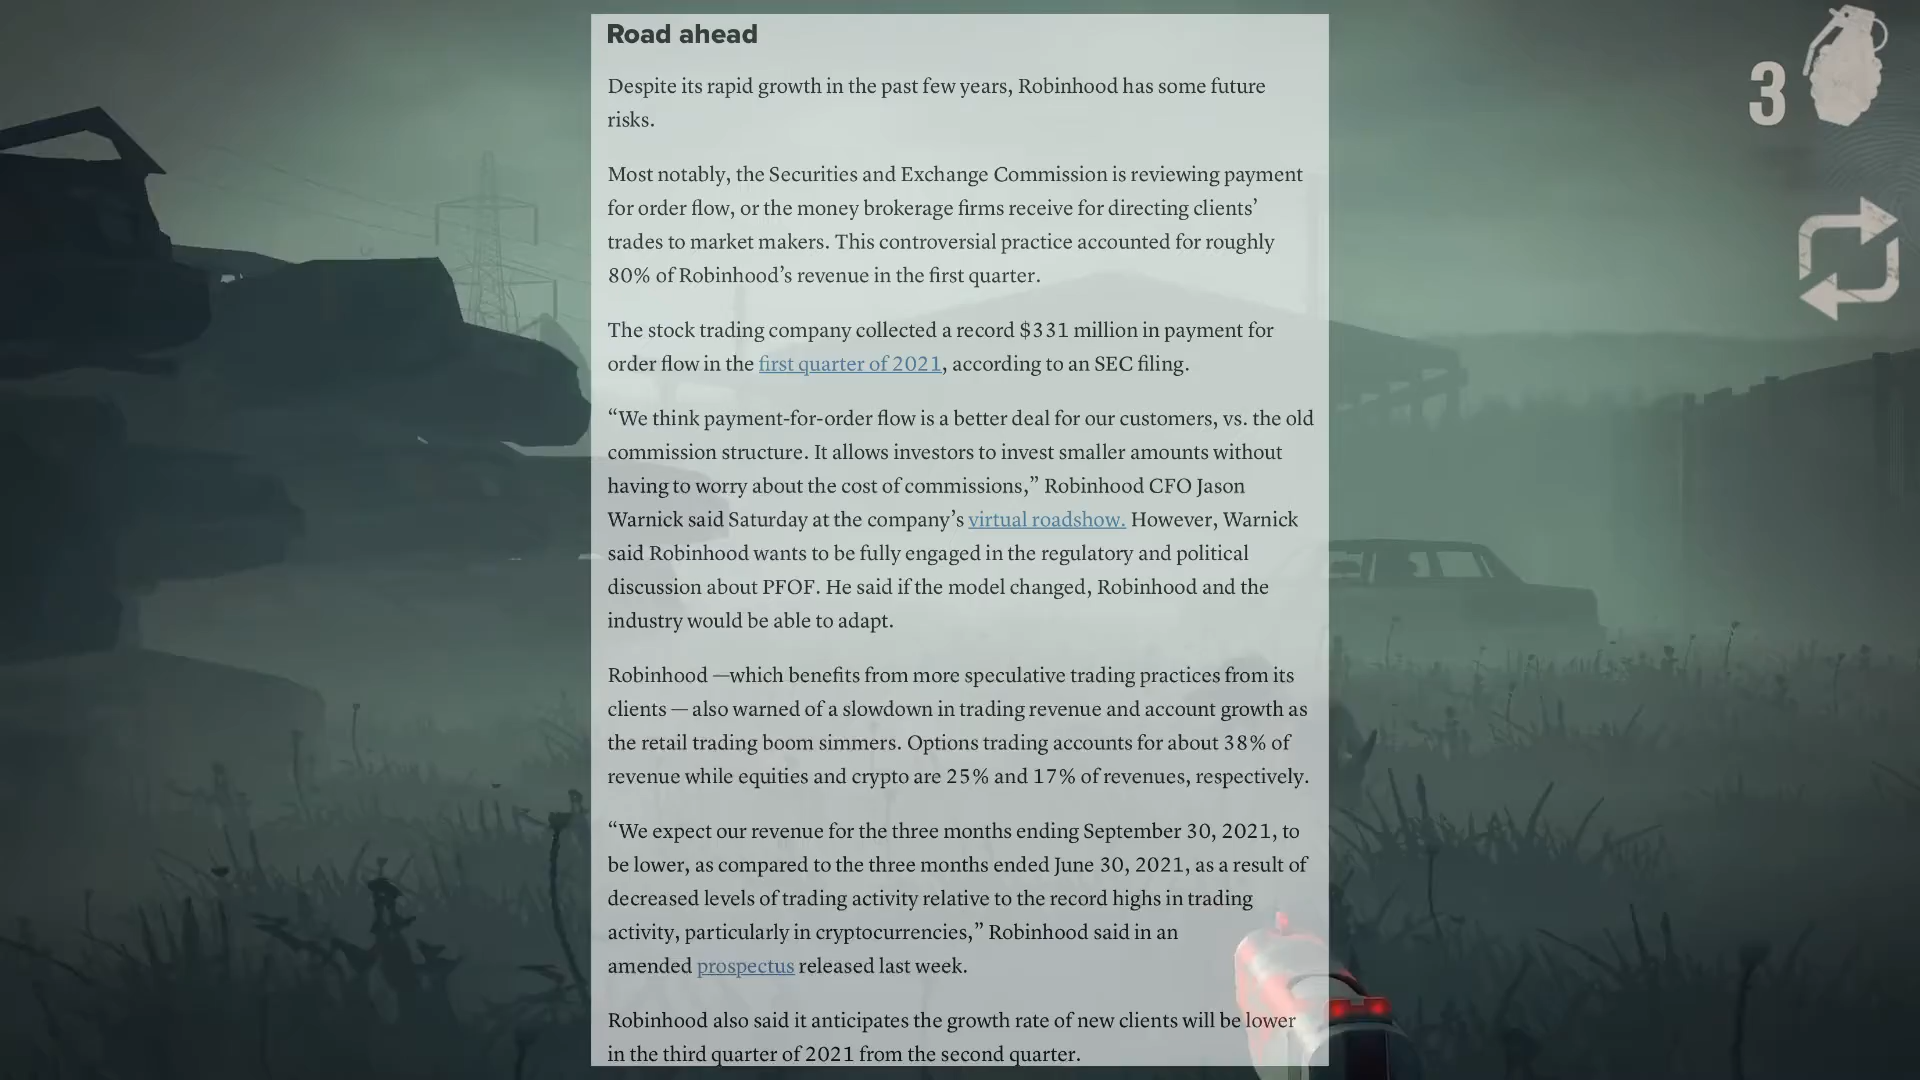 Road ahead
Despite its rapid growth in the past few years, Robinhood has some future
risks.
Most notably, the Securities and Exchange Commission is reviewing payment
for order flow, or the money brokerage firms receive for directing clients’
trades to market makers. This controversial practice accounted for roughly
80% of Robinhood’s revenue in the first quarter.
The stock trading company collected a record $331 million in payment for
order flow in the first quarter of 2021, according to an SEC filing.
“We think payment-for-order flow is a better deal for our customers, vs. the old
commission structure. It allows investors to invest smaller amounts without
having to worry about the cost of commissions,” Robinhood CFO Jason
Warnick said Saturday at the company’s virtual roadshow. However, Warnick
said Robinhood wants to be fully engaged in the regulatory and political
discussion about PFOF. He said if the model changed, Robinhood and the
industry would be able to adapt.
Robinhood —which benefits from more speculative trading practices from its
clients — also warned of a slowdown in trading revenue and account growth as
the retail trading boom simmers. Options trading accounts for about 38% of
revenue while equities and crypto are 25% and 17% of revenues, respectively.
“We expect our revenue for the three months ending September 30, 2021, to
be lower, as compared to the three months ended June 30, 2021, as a result of
decreased levels of trading activity relative to the record highs in trading
activity, particularly in cryptocurrencies,” Robinhood said in an
amended prospectus released last week.
Robinhood also said it anticipates the growth rate of new clients will be lower
in the third quarter of 2021 from the second quarter.
3